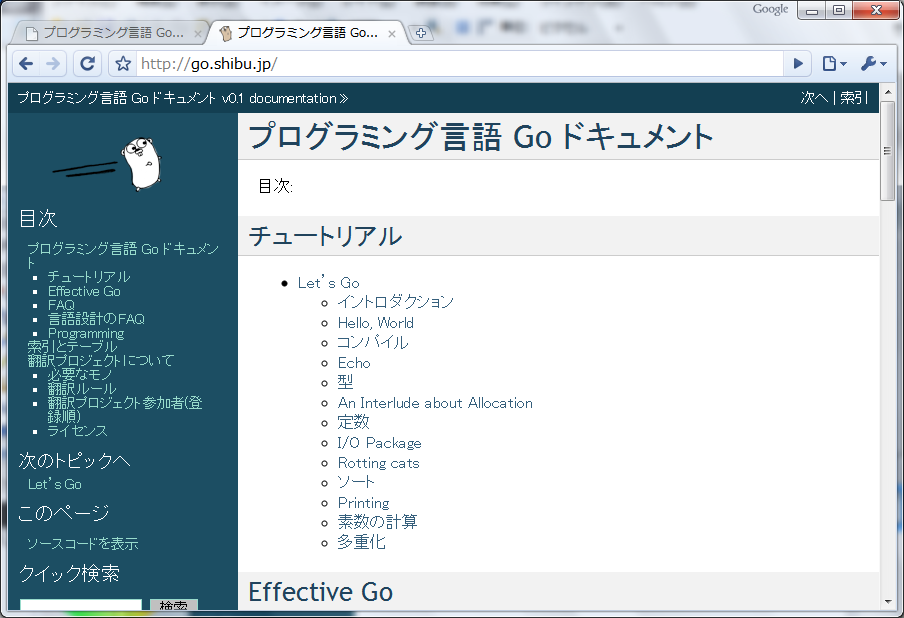 Google
プログラミング言語 Go...
プログラミング言語 Go...
http://go.shibu.jp/
プログラミング言語 Go ドキュメント v0.1 documentation »
次へ | 索引
目次
プログラミング言語 Go ドキュメン
ト
チュートリアル
Effective Go
FAQ
言語設計のFAQ
Programming
索引とテーブル
翻訳プロジェクトについて
必要なモノ
翻訳ルール
翻訳プロジェクト参加者(登
録順)
ライセンス
次のトピックへ
Let’s Go
このページ
ソースコードを表示
クイック検索
検索
プログラミング言語 Go ドキュメント
目次:
チュートリアル
Let’s Go
イントロダクション
Hello, World
コンパイル
Echo
型
An Interlude about Allocation
定数
I/O Package
Rotting cats
ソート
Printing
素数の計算
多重化
Effective Go